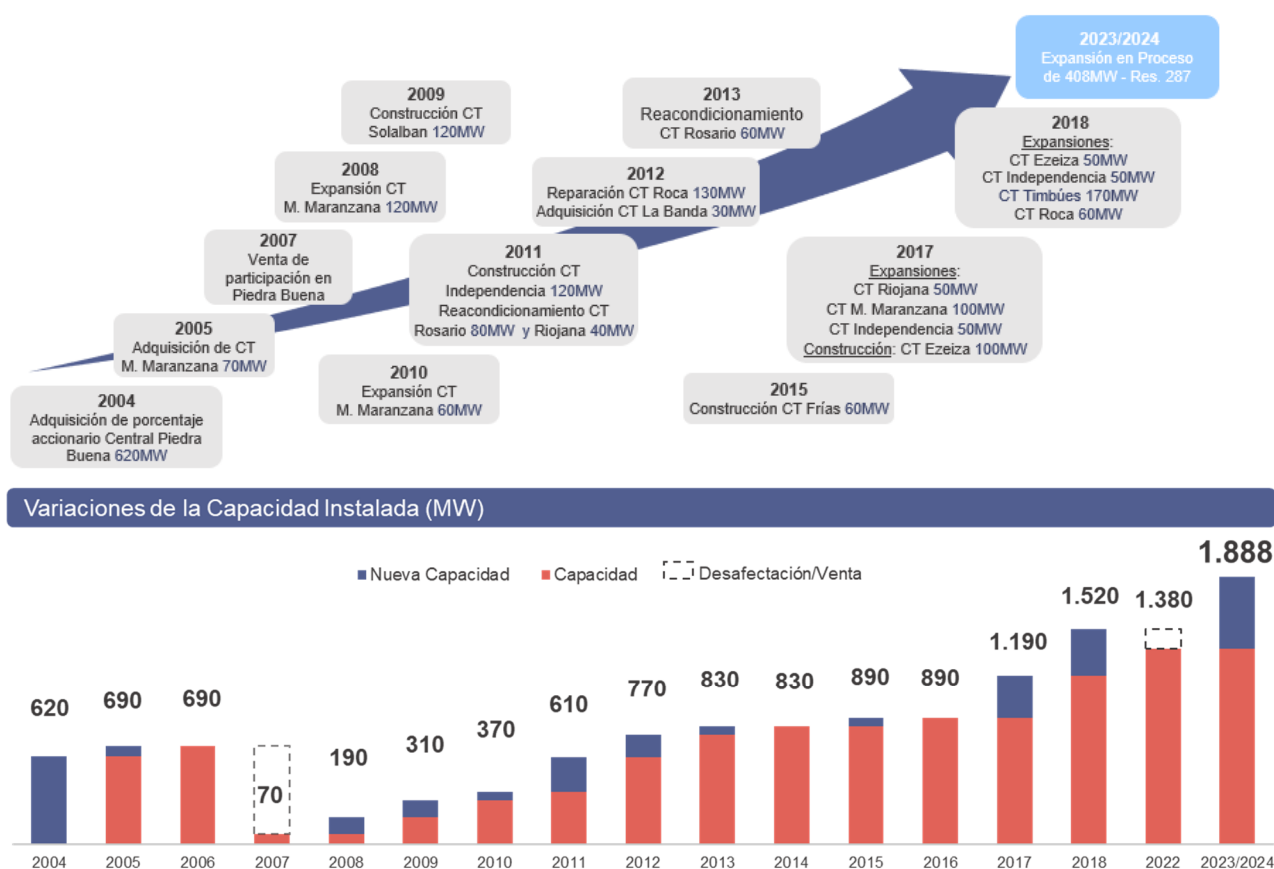 2023/2024
Expansión en Proceso
de 408MW - Res. 287
2009
Construcción CT
Solalban 120MW
2013
Reacondicionamiento
CT Rosario 60MW
2018
Expansiones:
CT Ezeiza 50MW
CT Independencia 50MW
CT Timbúes 170MW
CT Roca 60MW
2008
Expansión CT
M. Maranzana 120MW
2012
Reparación CT Roca 130MW
Adquisición CT La Banda 30MW
2007
Venta de
participación en
Piedra Buena
2011
Construcción CT
Independencia 120MW
Reacondicionamiento CT
Rosario 80MW y Riojana 40MW
2017
Expansiones:
CT Riojana 50MW
CT M. Maranzana 100MW
CT Independencia 50MW
Construcción: CT Ezeiza 100MW
2005
Adquisición de CT
M. Maranzana 70MW
2010
Expansión CT
M. Maranzana 60MW
2015
Construcción CT Frías 60MW
2004
Adquisición de porcentaje
accionario Central Piedra
Buena 620MW
Variaciones de la Capacidad Instalada (MW)
Nueva Capacidad Capacidad Desafectación/Venta
620 690 690 70 190 310 370 610 770 830 830 890 890 1.190 1.520 1.380 1.888
2004 2005 2006 2007 2008 2009 2010 2011 2012 2013 2014 2015 2016 2017 2018 2022 2023/2024